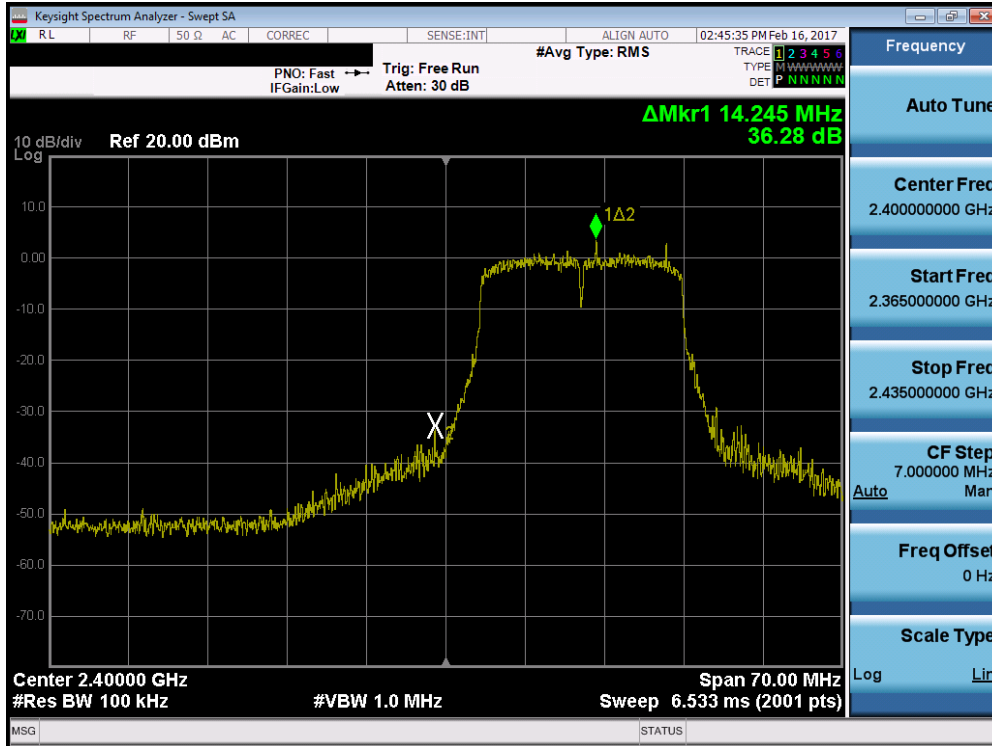 Keysight Spectrum Analyzer - Swept SA
LXI RL RF 50 Ω AC CORREC SENSE:INT ALIGN AUTO 02:45:35 PM Feb 16, 2017
#Avg Type: RMS
TRACE 1 2 3 4 5 6
PNO: Fast Trig: Free Run
TYPE M W W W W W
IFGain:Low Atten: 30 dB
DET P N N N N N
ΔMkr1 14.245 MHz
36.28 dB
10 dB/div Ref 20.00 dBm
Log
10.0
0.00
-10.0
-20.0
-30.0
-40.0
-50.0
-60.0
-70.0
1Δ2
X
2
Center 2.40000 GHz Span 70.00 MHz
#Res BW 100 kHz #VBW 1.0 MHz Sweep 6.533 ms (2001 pts)
MSG STATUS
Frequency
Auto Tune
Center Freq
2.400000000 GHz
Start Freq
2.365000000 GHz
Stop Freq
2.435000000 GHz
CF Step
7.000000 MHz
Auto Man
Freq Offset
0 Hz
Scale Type
Log Lin